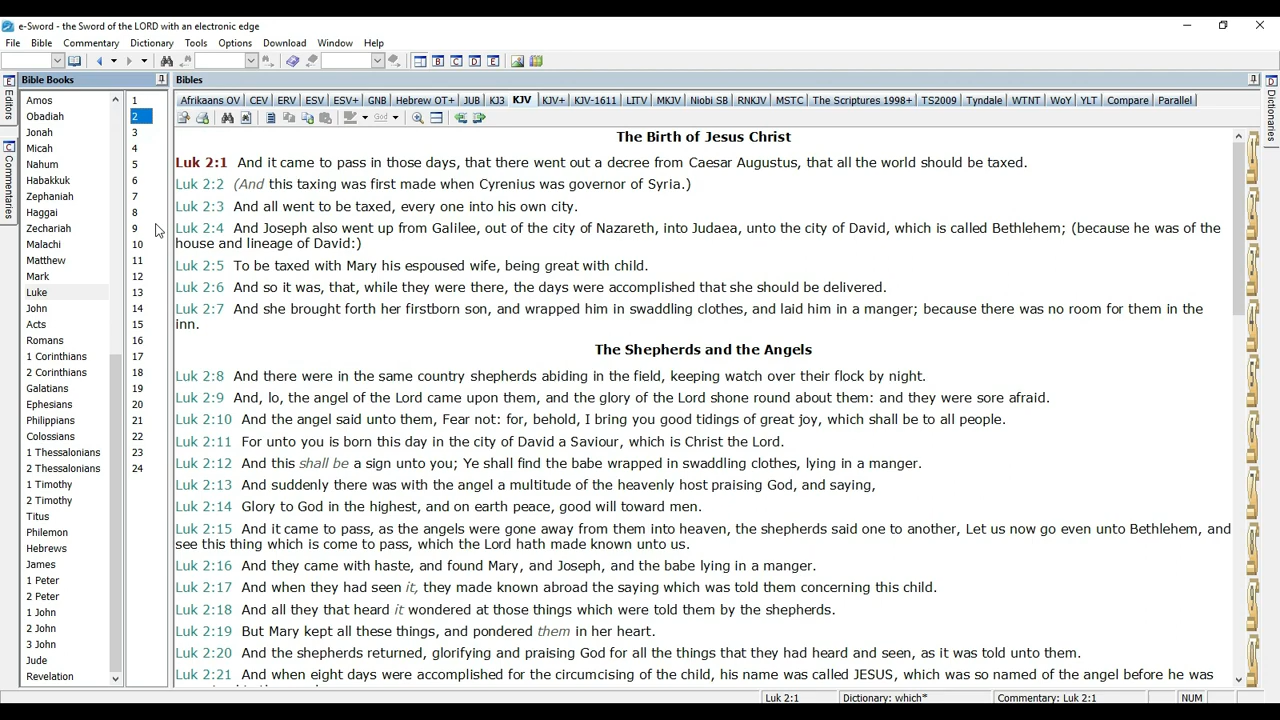 e-Sword - the Sword of the LORD with an electronic edge
File Bible Commentary Dictionary Tools Options Download Window Help
B C D E
Bible Books
Bibles
Editors
Commentaries
Dictionaries
Afrikaans OV CEV ERV ESV ESV+ GNB Hebrew OT+ JUB KJ3 KJV KJV+ KJV-1611 LITV MKJV Niobi SB RNKJV MSTC The Scriptures 1998+ TS2009 Tyndale WTNT WoY YLT Compare Parallel
God
Amos
Obadiah
Jonah
Micah
Nahum
Habakkuk
Zephaniah
Haggai
Zechariah
Malachi
Matthew
Mark
Luke
John
Acts
Romans
1 Corinthians
2 Corinthians
Galatians
Ephesians
Philippians
Colossians
1 Thessalonians
2 Thessalonians
1 Timothy
2 Timothy
Titus
Philemon
Hebrews
James
1 Peter
2 Peter
1 John
2 John
3 John
Jude
Revelation
1
2
3
4
5
6
7
8
9
10
11
12
13
14
15
16
17
18
19
20
21
22
23
24
The Birth of Jesus Christ
Luk 2:1 And it came to pass in those days, that there went out a decree from Caesar Augustus, that all the world should be taxed.
Luk 2:2 (And this taxing was first made when Cyrenius was governor of Syria.)
Luk 2:3 And all went to be taxed, every one into his own city.
Luk 2:4 And Joseph also went up from Galilee, out of the city of Nazareth, into Judaea, unto the city of David, which is called Bethlehem; (because he was of the
house and lineage of David:)
Luk 2:5 To be taxed with Mary his espoused wife, being great with child.
Luk 2:6 And so it was, that, while they were there, the days were accomplished that she should be delivered.
Luk 2:7 And she brought forth her firstborn son, and wrapped him in swaddling clothes, and laid him in a manger; because there was no room for them in the
inn.
The Shepherds and the Angels
Luk 2:8 And there were in the same country shepherds abiding in the field, keeping watch over their flock by night.
Luk 2:9 And, lo, the angel of the Lord came upon them, and the glory of the Lord shone round about them: and they were sore afraid.
Luk 2:10 And the angel said unto them, Fear not: for, behold, I bring you good tidings of great joy, which shall be to all people.
Luk 2:11 For unto you is born this day in the city of David a Saviour, which is Christ the Lord.
Luk 2:12 And this shall be a sign unto you; Ye shall find the babe wrapped in swaddling clothes, lying in a manger.
Luk 2:13 And suddenly there was with the angel a multitude of the heavenly host praising God, and saying,
Luk 2:14 Glory to God in the highest, and on earth peace, good will toward men.
Luk 2:15 And it came to pass, as the angels were gone away from them into heaven, the shepherds said one to another, Let us now go even unto Bethlehem, and
see this thing which is come to pass, which the Lord hath made known unto us.
Luk 2:16 And they came with haste, and found Mary, and Joseph, and the babe lying in a manger.
Luk 2:17 And when they had seen it, they made known abroad the saying which was told them concerning this child.
Luk 2:18 And all they that heard it wondered at those things which were told them by the shepherds.
Luk 2:19 But Mary kept all these things, and pondered them in her heart.
Luk 2:20 And the shepherds returned, glorifying and praising God for all the things that they had heard and seen, as it was told unto them.
Luk 2:21 And when eight days were accomplished for the circumcising of the child, his name was called JESUS, which was so named of the angel before he was
1
2
3
4
5
6
7
8
9
10
Luk 2:1
Dictionary: which*
Commentary: Luk 2:1
NUM